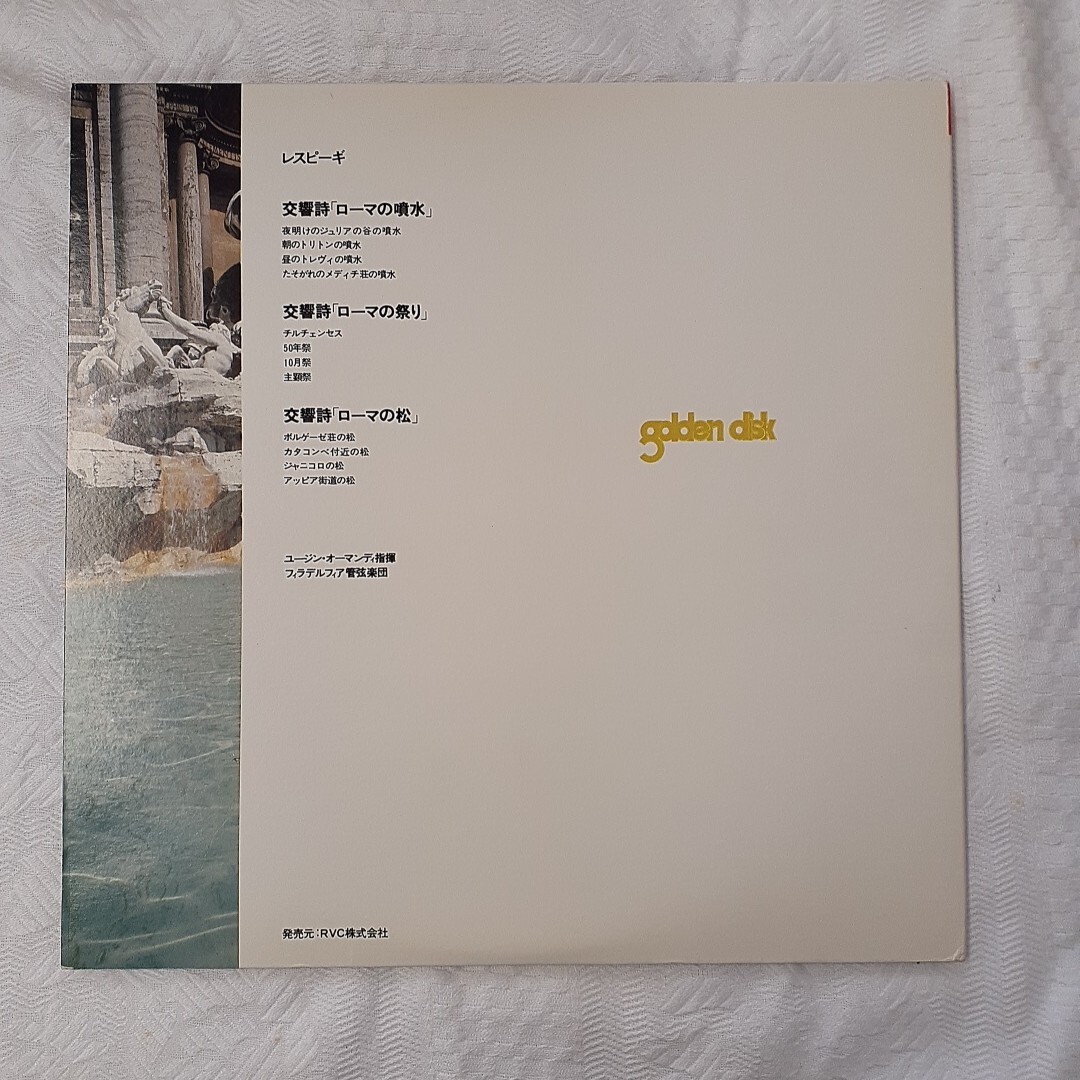 レスピーギ
交響詩「ローマの噴水」
夜明けのジュリアの谷の噴水
朝のトリトンの噴水
昼のトレヴィの噴水
たそがれのメディチ荘の噴水
交響詩「ローマの祭り」
チルチェンセス
50年祭
10月祭
主顕祭
交響詩「ローマの松」
ボルゲーゼ荘の松
カタコンベ付近の松
ジャニコロの松
アッピア街道の松
golden disk
ユージン・オーマンディ指揮
フィラデルフィア管弦楽団
発売元:RVC株式会社